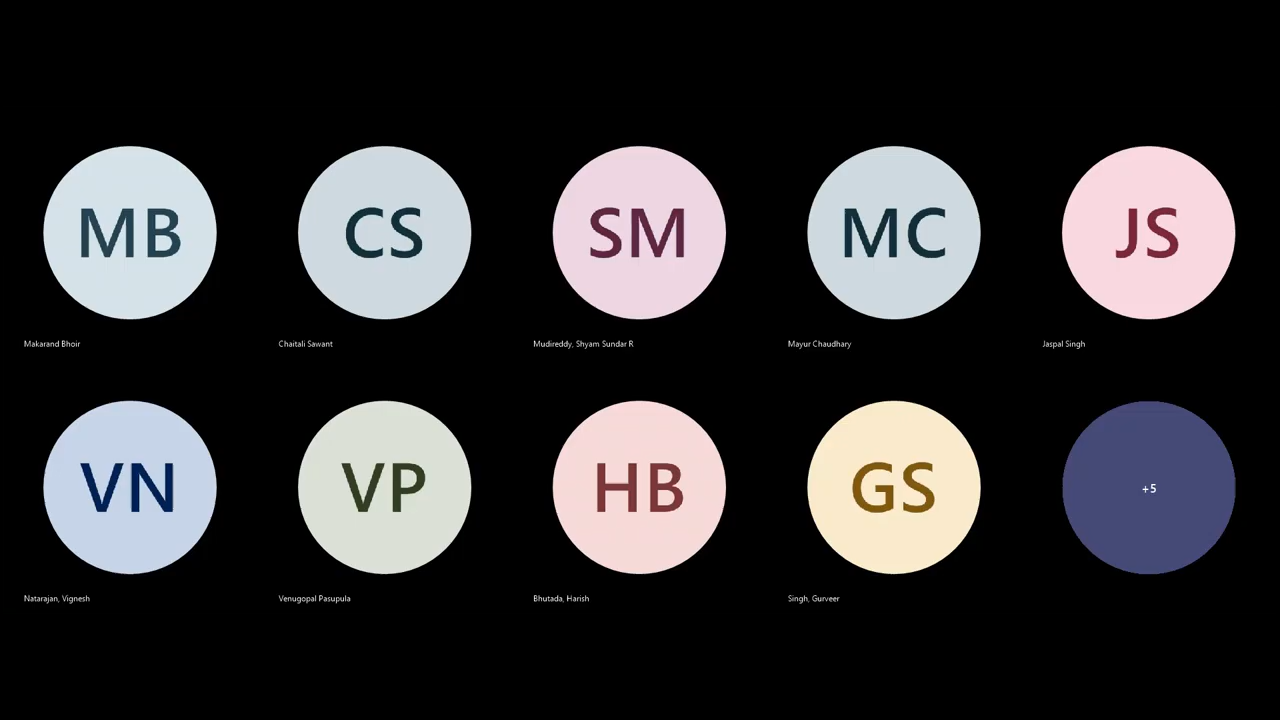 MB
CS
SM
MC
JS
Makarand Bhoir
Chaitali Sawant
Mudireddy, Shyam Sundar R
Mayur Chaudhary
Jaspal Singh
VN
VP
HB
GS
+5
Natarajan, Vignesh
Venugopal Pasupula
Bhutada, Harish
Singh, Gurveer